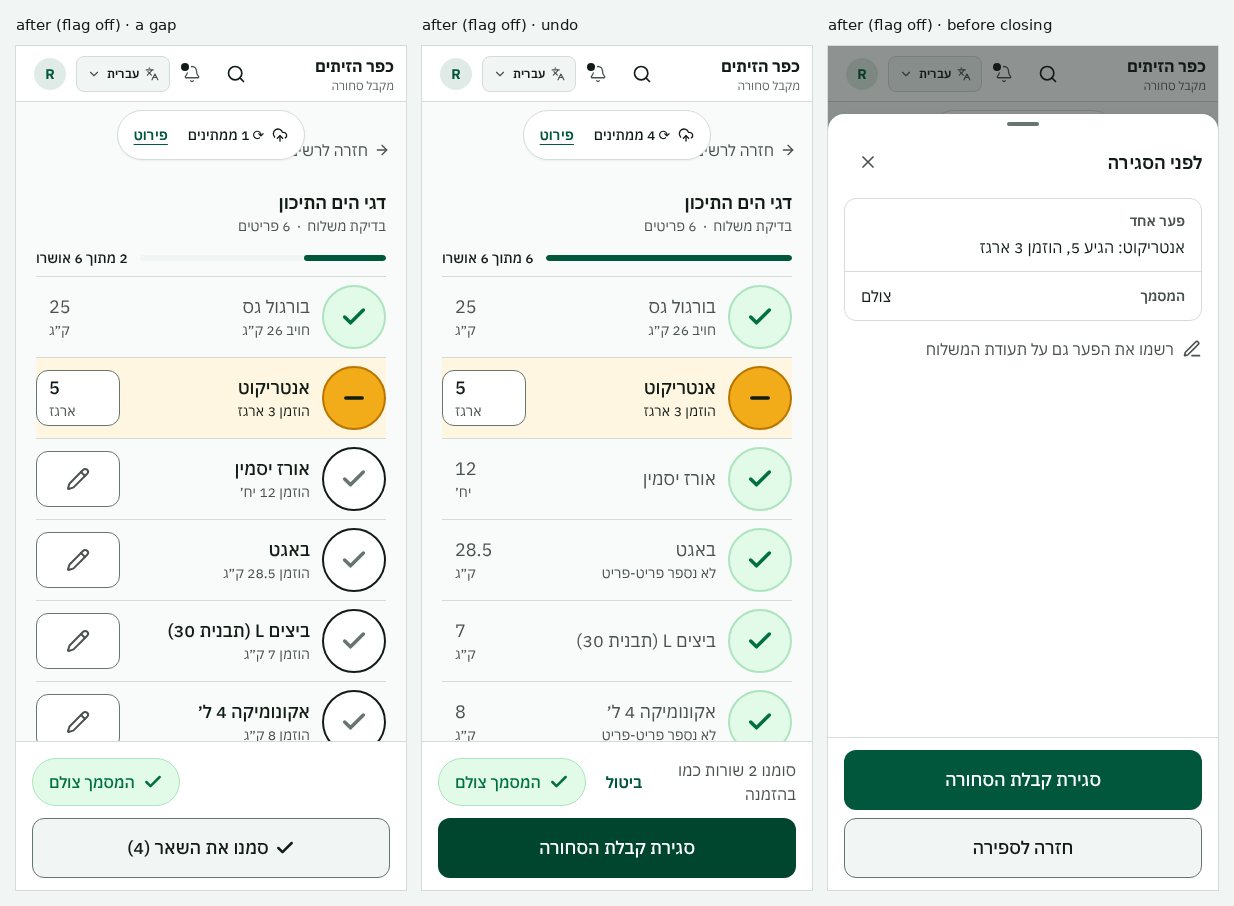 after (flag off) · a gap
כפר הזיתים
מקבל סחורה
עברית
R
חזרה לרשי
1 ממתינים
פירוט
דגי הים התיכון
בדיקת משלוח · 6 פריטים
2 מתוך 6 אושרו
בורגול גס
חויב 26 ק״ג
25
ק״ג
אנטריקוט
הוזמן 3 ארגז
5
ארגז
אורז יסמין
הוזמן 12 יח׳
באגט
הוזמן 28.5 ק״ג
ביצים L (תבנית 30)
הוזמן 7 ק״ג
אקונומיקה 4 ל׳
הוזמן 8 ק״ג
המסמך צולם
סמנו את השאר (4)
after (flag off) · undo
כפר הזיתים
מקבל סחורה
עברית
R
חזרה לרשי
4 ממתינים
פירוט
דגי הים התיכון
בדיקת משלוח · 6 פריטים
6 מתוך 6 אושרו
בורגול גס
חויב 26 ק״ג
25
ק״ג
אנטריקוט
הוזמן 3 ארגז
5
ארגז
אורז יסמין
12
יח׳
באגט
לא נספר פריט-פריט
28.5
ק״ג
ביצים L (תבנית 30)
7
ק״ג
אקונומיקה 4 ל׳
לא נספר פריט-פריט
8
ק״ג
סומנו 2 שורות כמו
בהזמנה
ביטול
המסמך צולם
סגירת קבלת הסחורה
after (flag off) · before closing
כפר הזיתים
מקבל סחורה
עברית
R
לפני הסגירה
פער אחד
אנטריקוט: הגיע 5, הוזמן 3 ארגז
המסמך
צולם
רשמו את הפער גם על תעודת המשלוח
סגירת קבלת הסחורה
חזרה לספירה